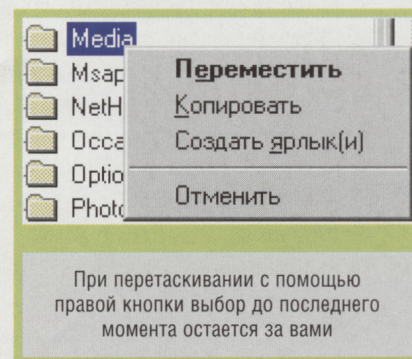 Media
Переместить
Msap
Копировать
NetH
Создать ярлык(и)
Occa
Optio
Отменить
Photo
При перетаскивании с помощью
правой кнопки выбор до последнего
момента остается за вами